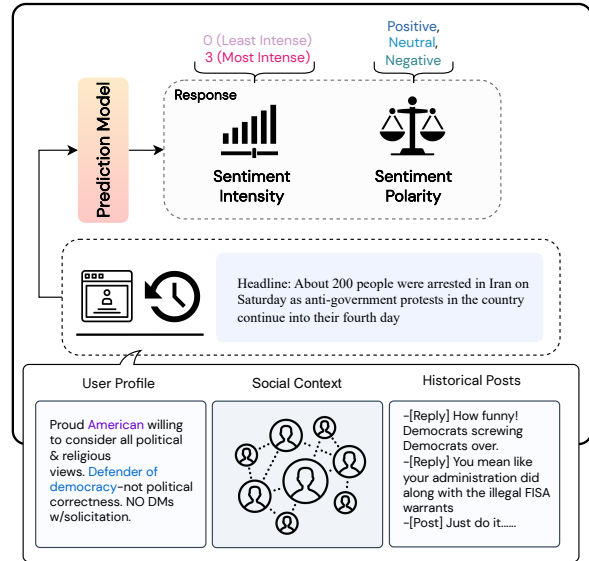 0 (Least Intense)
3 (Most Intense)
Positive,
Neutral,
Negative
Prediction Model
Response
Sentiment
Intensity
Sentiment
Polarity
Headline: About 200 people were arrested in Iran on
Saturday as anti-government protests in the country
continue into their fourth day
User Profile
Proud American willing
to consider all political
& religious
views. Defender of
democracy-not political
correctness. NO DMs
w/solicitation.
Social Context
Historical Posts
-[Reply] How funny!
Democrats screwing
Democrats over.
-[Reply] You mean like
your administration did
along with the illegal FISA
warrants
-[Post] Just do it......